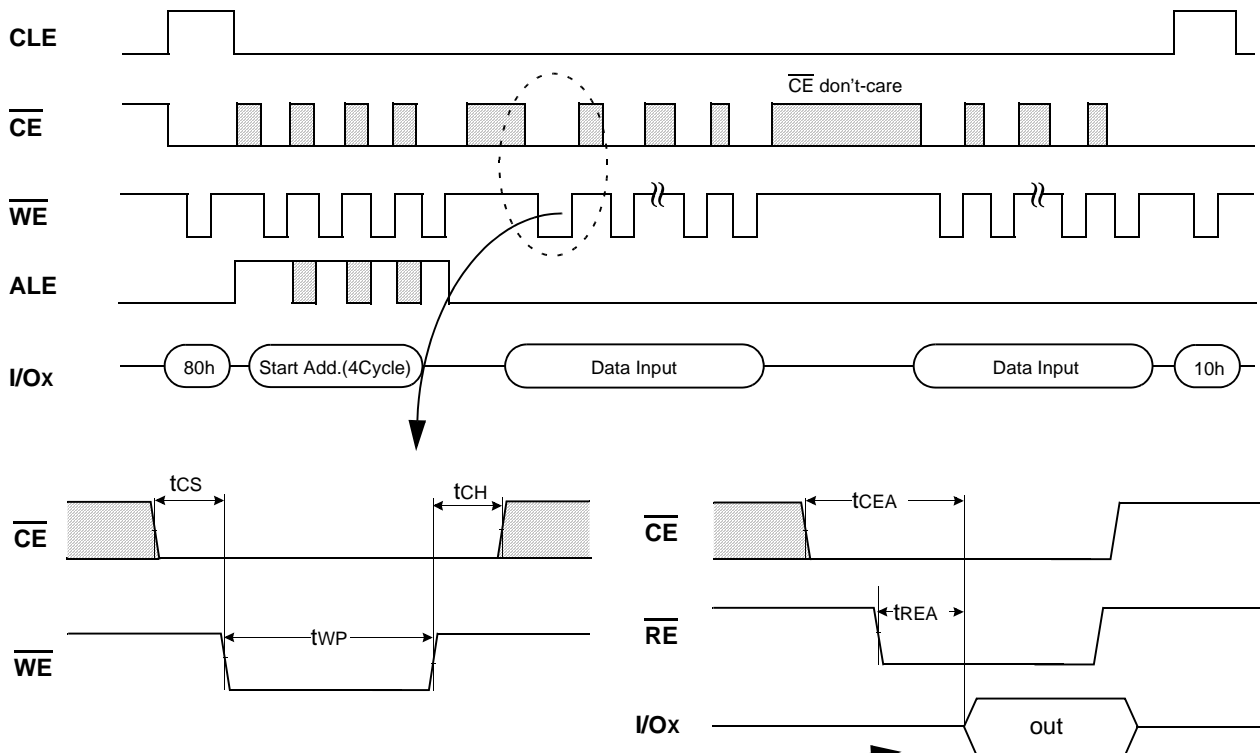 CLE
CE don't-care
CE
WE
ALE
I/Ox 80h Start Add.(4Cycle) Data Input Data Input 10h
tCS tCH
CE
tWP
WE
tCEA
CE
tREA
RE
I/Ox out